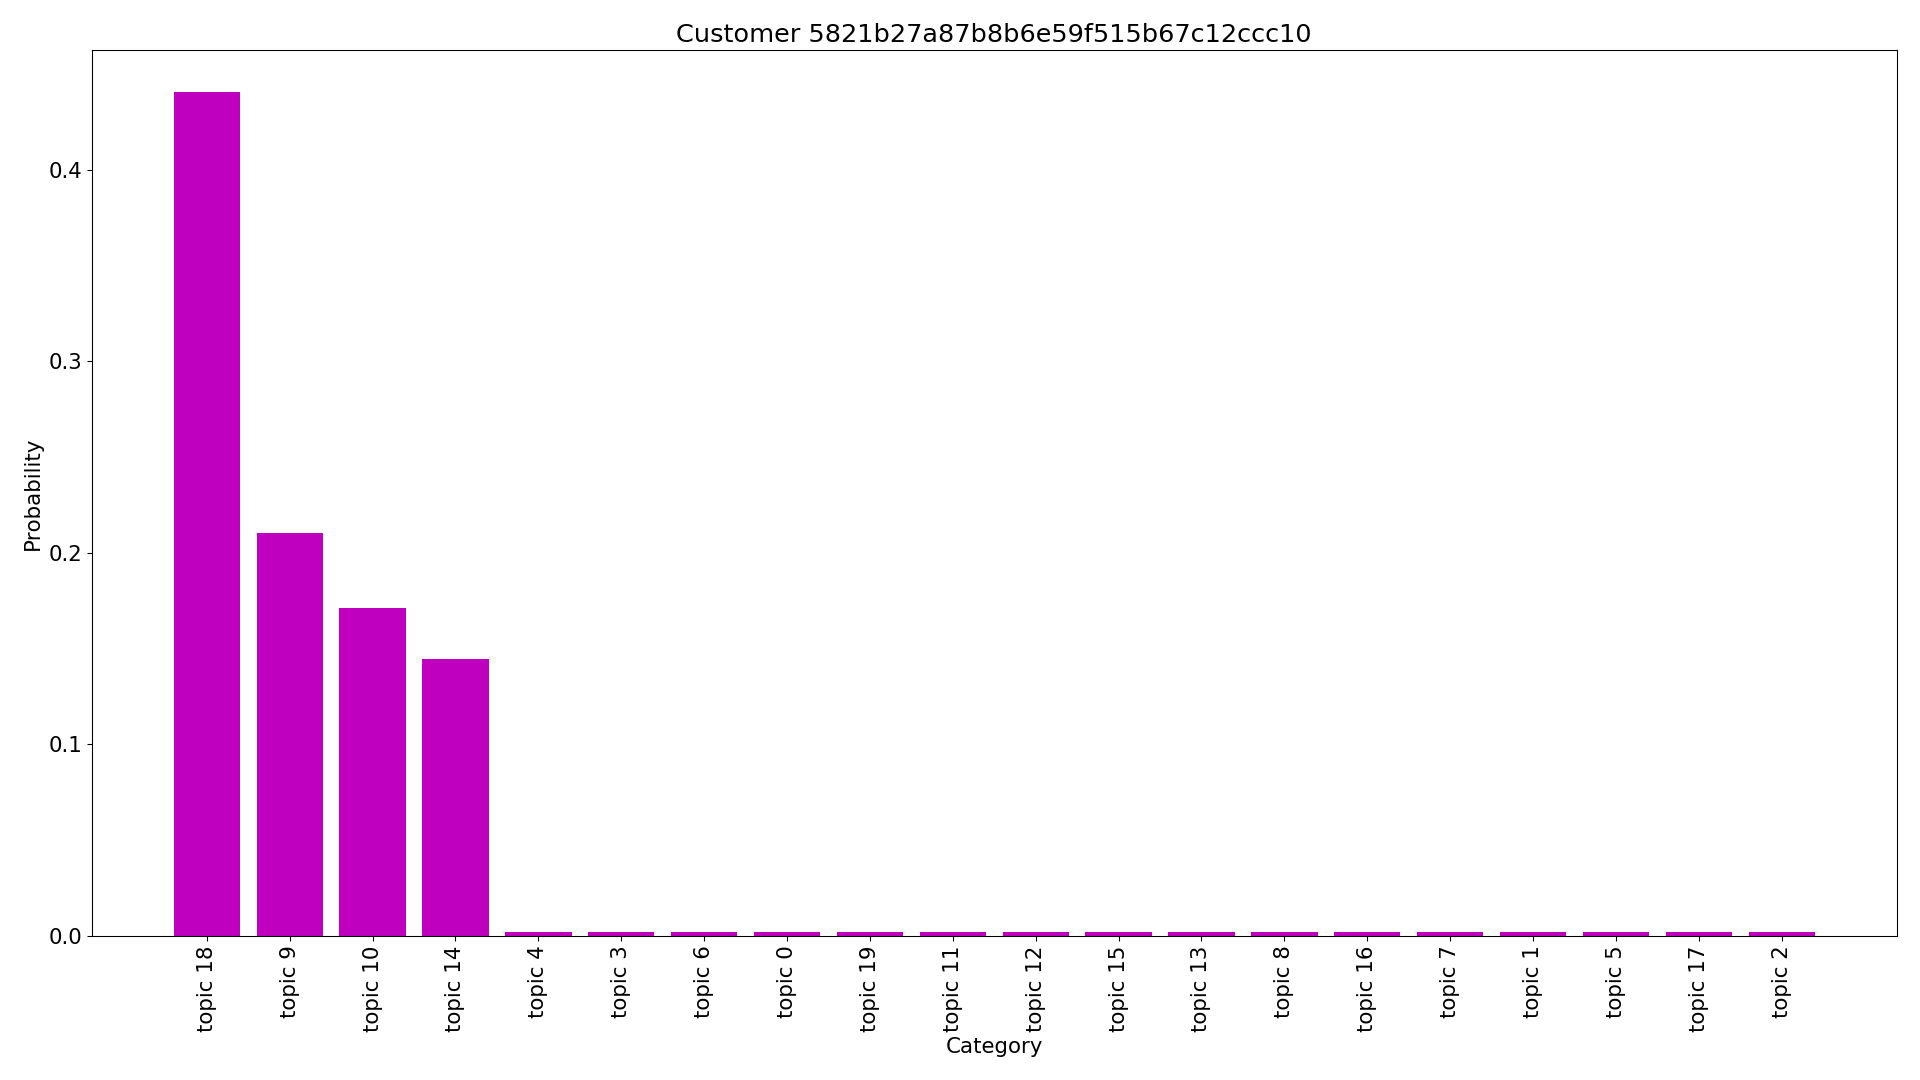 Customer 5821b27a87b8b6e59f515b67c12ccc10
Probability
0.4
0.3
0.2
0.1
0.0
topic 18
topic 9
topic 10
topic 14
topic 4
topic 3
topic 6
topic 0
topic 19
topic 11
topic 12
topic 15
topic 13
topic 8
topic 16
topic 7
topic 1
topic 5
topic 17
topic 2
Category